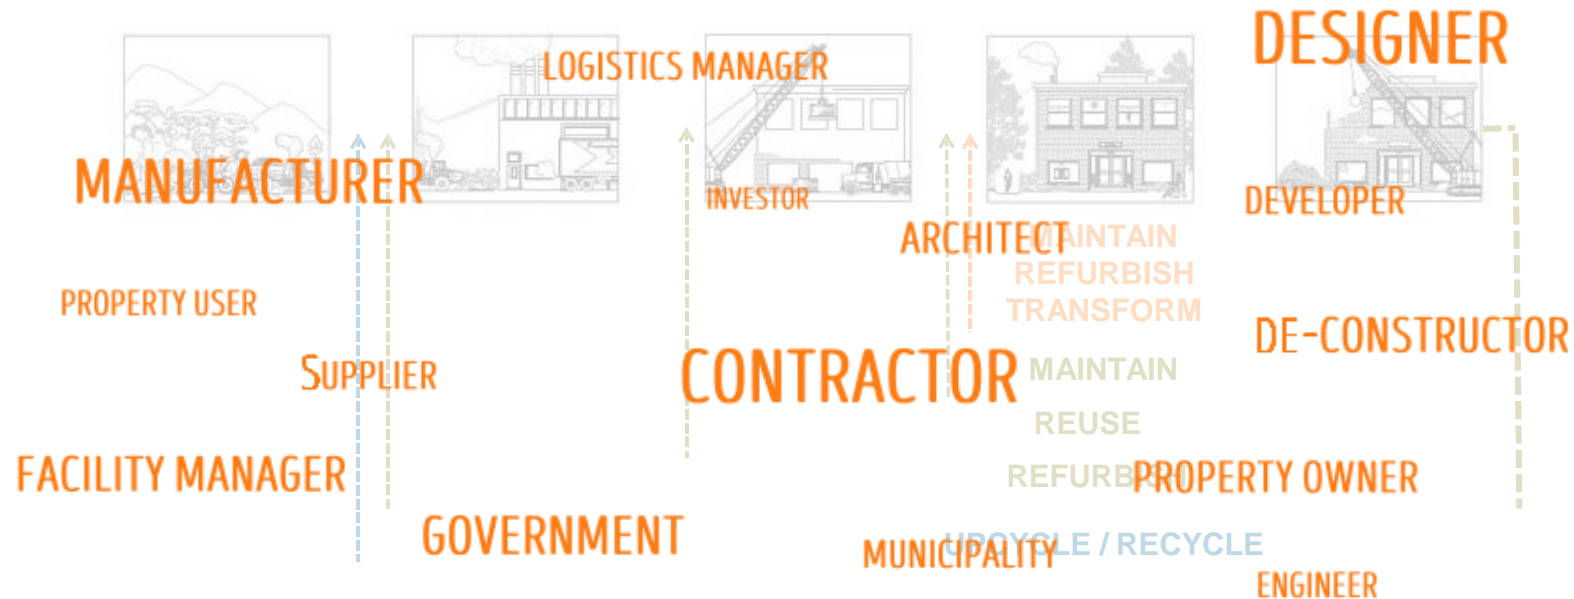 DESIGNER
LOGISTICS MANAGER
MANUFACTURER
INVESTOR
DEVELOPER
ARCHITECT
MAINTAIN
REFURBISH
TRANSFORM
PROPERTY USER
DE-CONSTRUCTOR
SUPPLIER
CONTRACTOR
MAINTAIN
REUSE
FACILITY MANAGER
REFURBISH
PROPERTY OWNER
GOVERNMENT
MUNICIPALITY
UPCYCLE / RECYCLE
ENGINEER